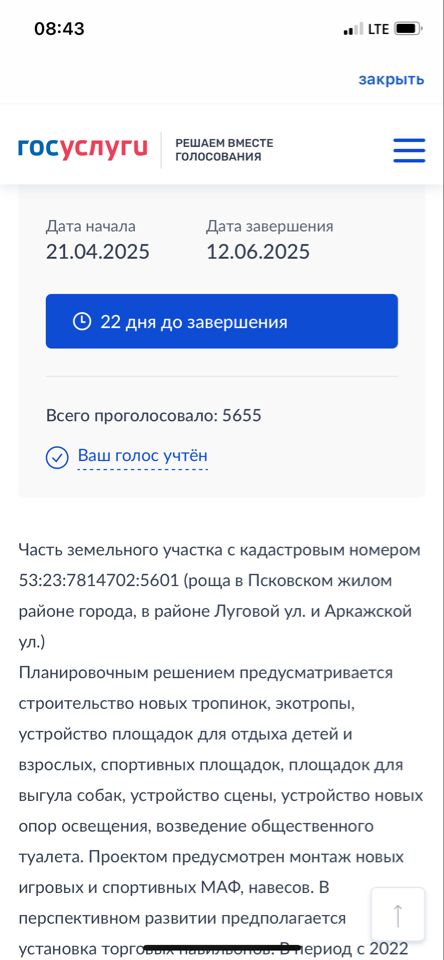 08:43
LTE
закрыть
госуслуги
РЕШАЕМ ВМЕСТЕ
ГОЛОСОВАНИЯ
Дата начала
Дата завершения
21.04.2025
12.06.2025
22 дня до завершения
Всего проголосовало: 5655
Ваш голос учтён
Часть земельного участка с кадастровым номером
53:23:7814702:5601 (роща в Псковском жилом
районе города, в районе Луговой ул. и Аркажской
ул.)
Планировочным решением предусматривается
строительство новых тропинок, экотропы,
устройство площадок для отдыха детей и
взрослых, спортивных площадок, площадок для
выгула собак, устройство сцены, устройство новых
опор освещения, возведение общественного
туалета. Проектом предусмотрен монтаж новых
игровых и спортивных МАФ, навесов. В
перспективном развитии предполагается
установка торговых павильонов. В период с 2022